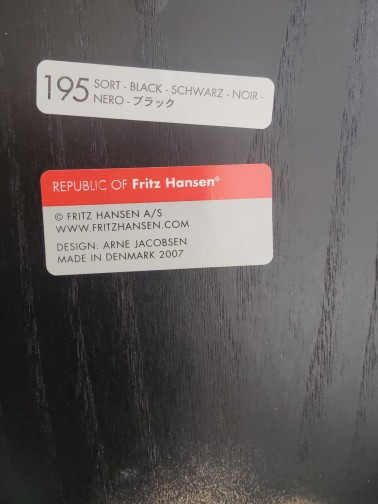 195 SORT - BLACK - SCHWARZ - NOIR -
NERO - ブラック
REPUBLIC OF Fritz Hansen®
© FRITZ HANSEN A/S
WWW.FRITZHANSEN.COM
DESIGN: ARNE JACOBSEN
MADE IN DENMARK 2007